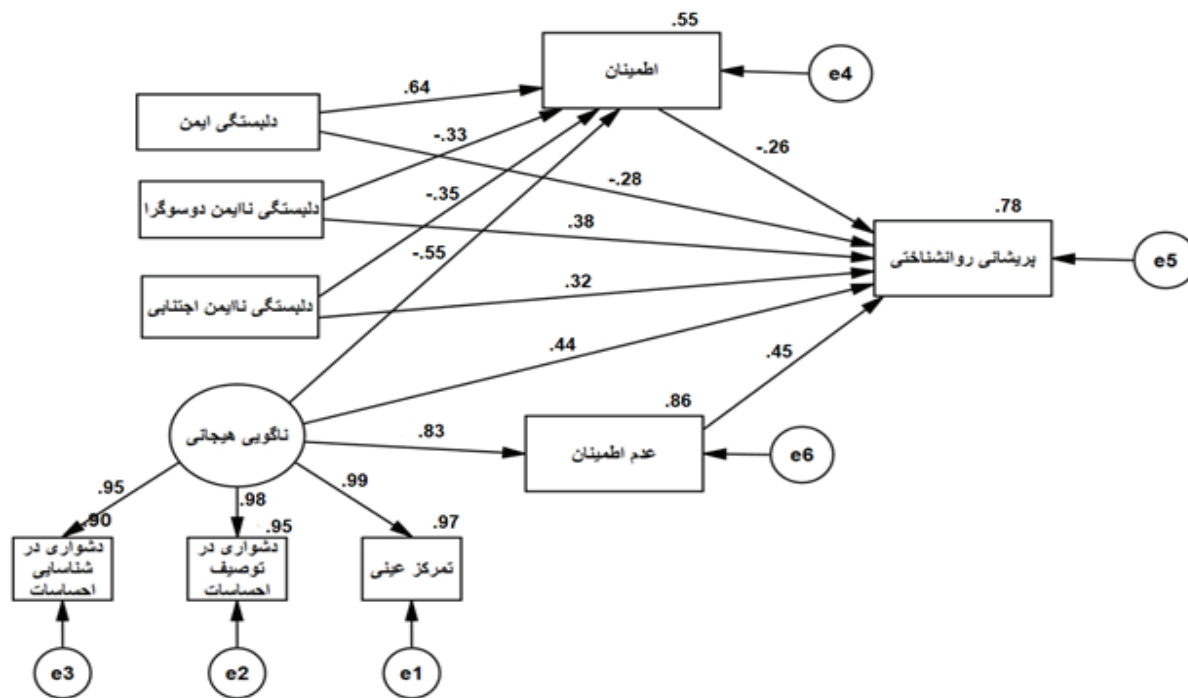 .55
اطمینان
e4
.64
دلبستگی ایمن
-.33
-.26
-.28
-.35
دلبستگی ناایمن دوسوگرا
.78
.38
-.55
پریشانی روانشناختی
e5
.32
دلبستگی ناایمن اجتنابی
.44
.45
.86
ناگویی هیجانی
.83
عدم اطمینان
e6
.95
.98
.99
.90
.95
.97
دشواری در
شناسایی
احساسات
دشواری در
توصیف
احساسات
تمرکز عینی
e3
e2
e1